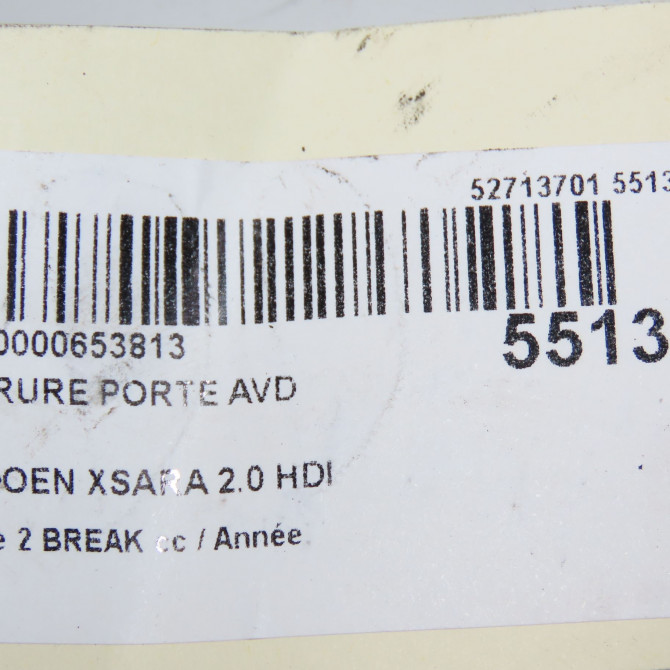 52713701 5513
0000653813
5513
RURE PORTE AVD
OEN XSARA 2.0 HDI
e 2 BREAK cc / Année